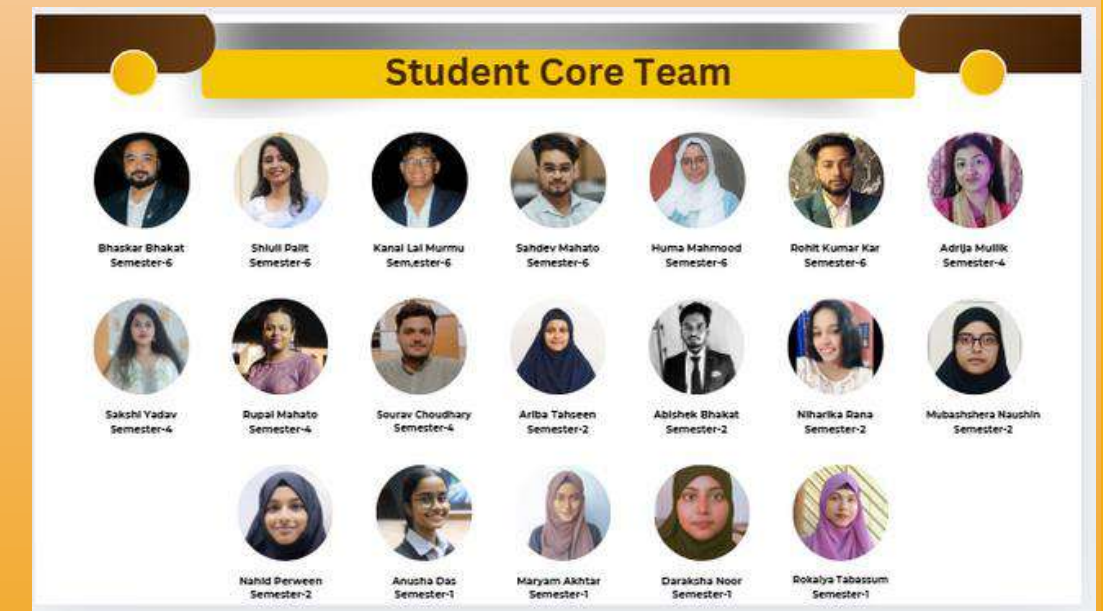 Student Core Team
Bhaskar Bhakat
Semester-6
Shiuli Palit
Semester-6
Kanai Lal Murmu
Sem,ester-6
Sahdev Mahato
Semester-6
Huma Mahmood
Semester-6
Rohit Kumar Kar
Semester-6
Adrija Mullik
Semester-4
Sakshi Yadav
Semester-4
Rupai Mahato
Semester-4
Sourav Choudhary
Semester-4
Ariba Tahseen
Semester-2
Abishek Bhakat
Semester-2
Niharika Rana
Semester-2
Mubashshera Naushin
Semester-2
Nahid Perween
Semester-2
Anusha Das
Semester-1
Maryam Akhtar
Semester-1
Daraksha Noor
Semester-1
Rokaiya Tabassum
Semester-1